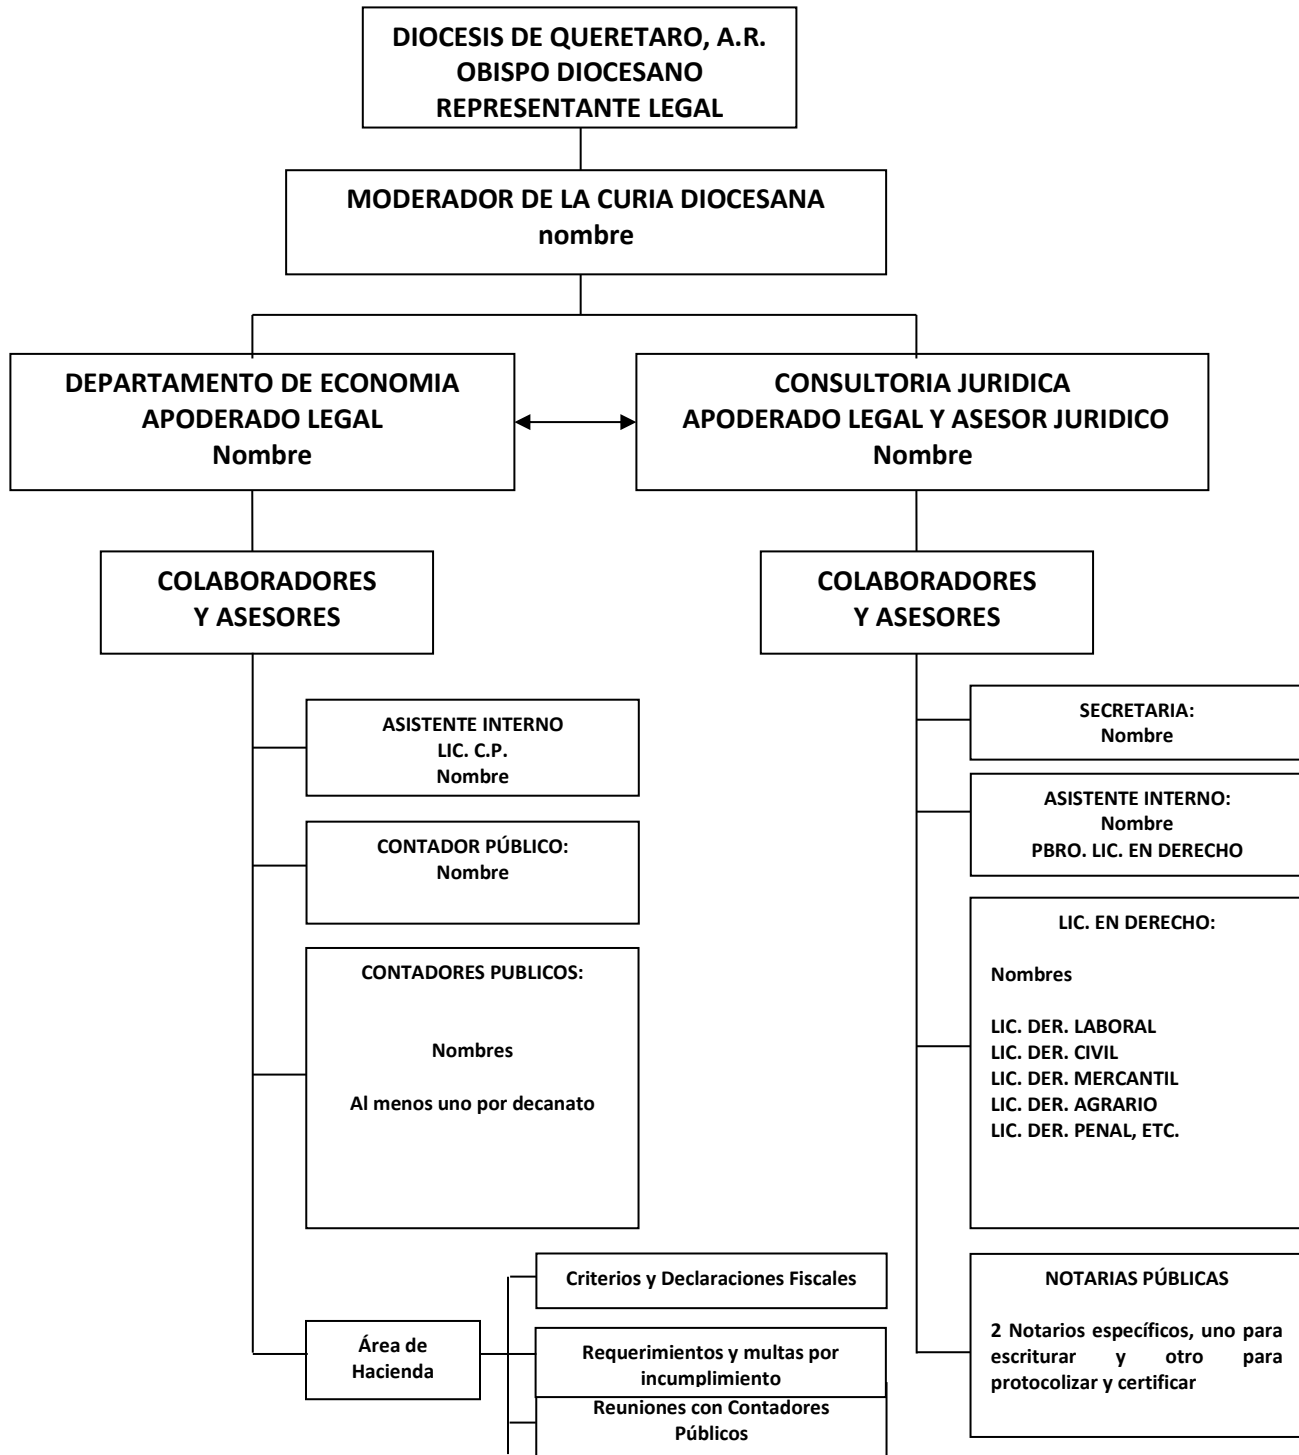 DIOCESIS DE QUERETARO, A.R.
OBISPO DIOCESANO
REPRESENTANTE LEGAL
MODERADOR DE LA CURIA DIOCESANA
nombre
DEPARTAMENTO DE ECONOMIA
APODERADO LEGAL
Nombre
CONSULTORIA JURIDICA
APODERADO LEGAL Y ASESOR JURIDICO
Nombre
COLABORADORES
Y ASESORES
COLABORADORES
Y ASESORES
ASISTENTE INTERNO
LIC. C.P.
Nombre
CONTADOR PÚBLICO:
Nombre
CONTADORES PUBLICOS:
Nombres
Al menos uno por decanato
Área de
Hacienda
Criterios y Declaraciones Fiscales
Requerimientos y multas por
incumplimiento
Reuniones con Contadores
Públicos
SECRETARIA:
Nombre
ASISTENTE INTERNO:
Nombre
PBRO. LIC. EN DERECHO
LIC. EN DERECHO:
Nombres
LIC. DER. LABORAL
LIC. DER. CIVIL
LIC. DER. MERCANTIL
LIC. DER. AGRARIO
LIC. DER. PENAL, ETC.
NOTARIAS PÚBLICAS
2 Notarios específicos, uno para
escriturar y otro para
protocolizar y certificar